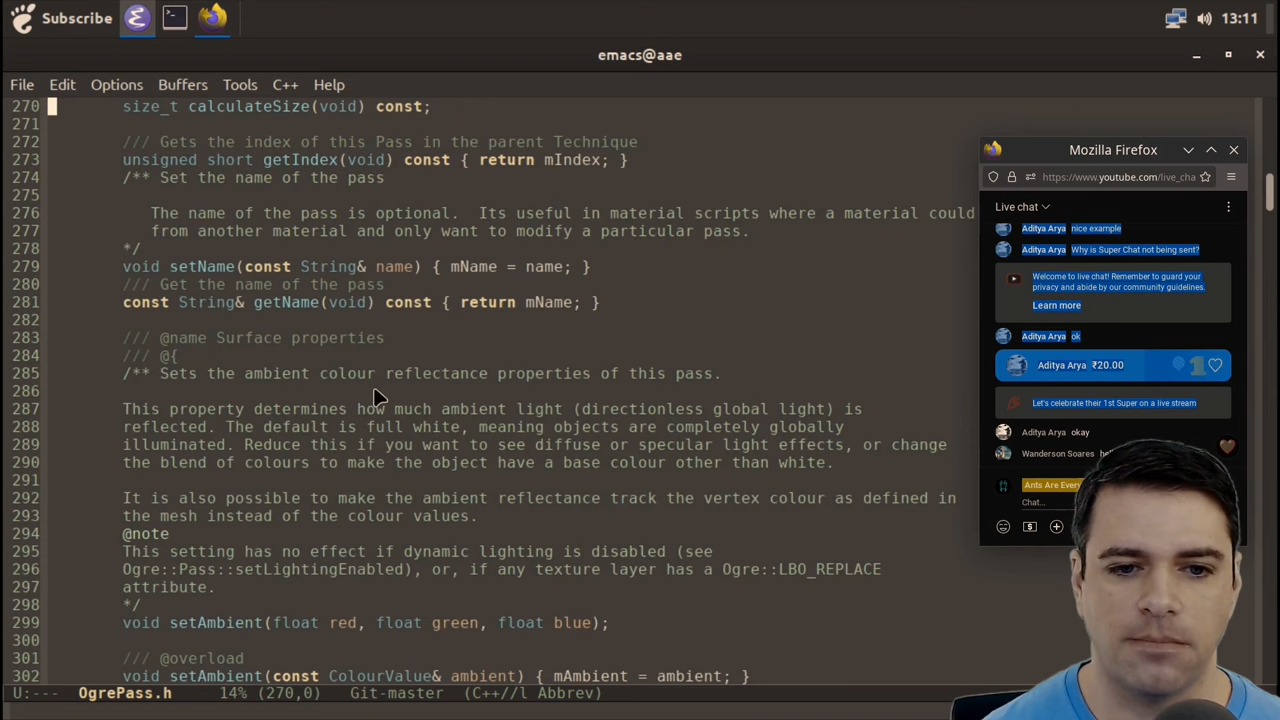 Subscribe
13:11
emacs@aae
File Edit Options Buffers Tools C++ Help
270 size_t calculateSize(void) const;
271
272 /// Gets the index of this Pass in the parent Technique
273 unsigned short getIndex(void) const { return mIndex; }
274 /** Set the name of the pass
275
276 The name of the pass is optional.  Its useful in material scripts where a material could
277 from another material and only want to modify a particular pass.
278 */
279 void setName(const String& name) { mName = name; }
280 /// Get the name of the pass
281 const String& getName(void) const { return mName; }
282
283 /// @name Surface properties
284 /// @{
285 /** Sets the ambient colour reflectance properties of this pass.
286
287 This property determines how much ambient light (directionless global light) is
288 reflected. The default is full white, meaning objects are completely globally
289 illuminated. Reduce this if you want to see diffuse or specular light effects, or change
290 the blend of colours to make the object have a base colour other than white.
291
292 It is also possible to make the ambient reflectance track the vertex colour as defined in
293 the mesh instead of the colour values.
294 @note
295 This setting has no effect if dynamic lighting is disabled (see
296 Ogre::Pass::setLightingEnabled), or, if any texture layer has a Ogre::LBO_REPLACE
297 attribute.
298 */
299 void setAmbient(float red, float green, float blue);
300
301 /// @overload
302 void setAmbient(const ColourValue& ambient) { mAmbient = ambient; }
U:--- OgrePass.h 14% (270,0) Git-master (C++//l Abbrev)
Mozilla Firefox
https://www.youtube.com/live_cha
Live chat
Aditya Arya nice example
Aditya Arya Why is Super Chat not being sent?
Welcome to live chat! Remember to guard your
privacy and abide by our community guidelines.
Learn more
Aditya Arya ok
Aditya Arya ₹20.00 1
Let's celebrate their 1st Super on a live stream
Aditya Arya okay
Wanderson Soares
Ants Are Every
Chat...